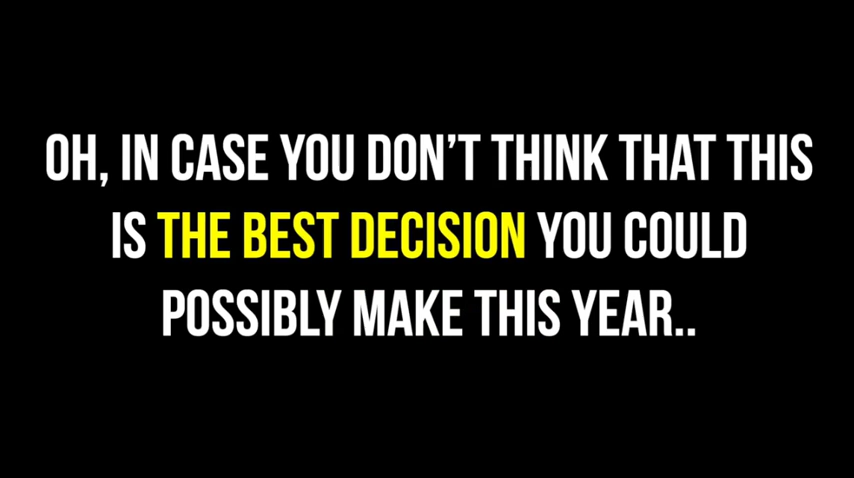 OH, IN CASE YOU DON'T THINK THAT THIS
IS THE BEST DECISION YOU COULD
POSSIBLY MAKE THIS YEAR..